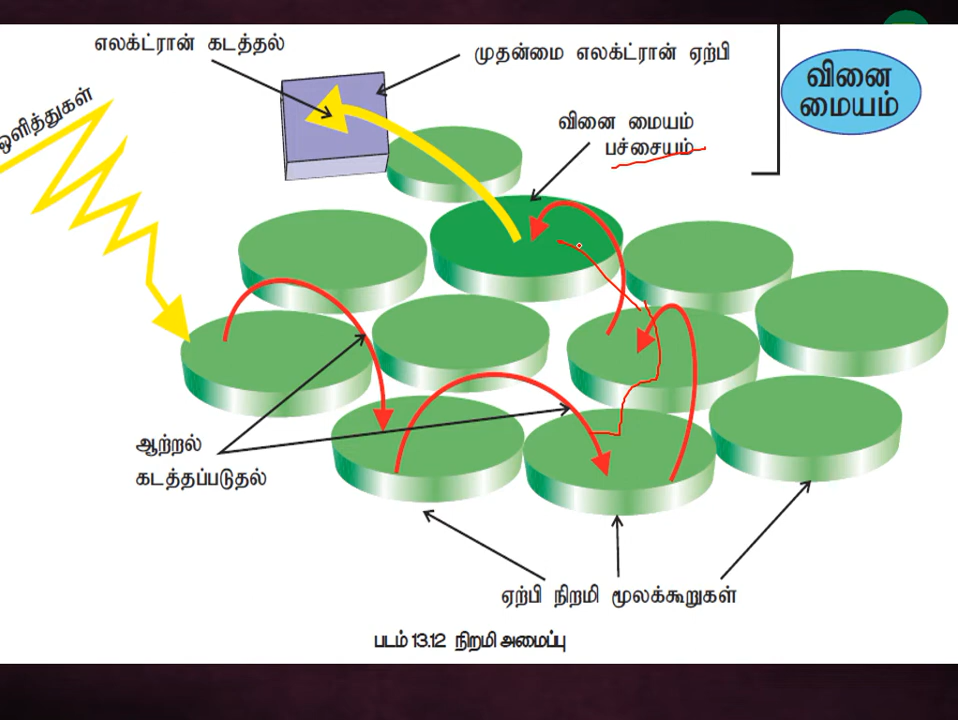 எலக்ட்ரான் கடத்தல்
முதன்மை எலக்ட்ரான் ஏற்பி
வினை
மையம்
ஒளித்துகள்
வினை மையம்
பச்சையம்
ஆற்றல்
கடத்தப்படுதல்
ஏற்பி நிறமி மூலக்கூறுகள்
படம் 13.12 நிறமி அமைப்பு